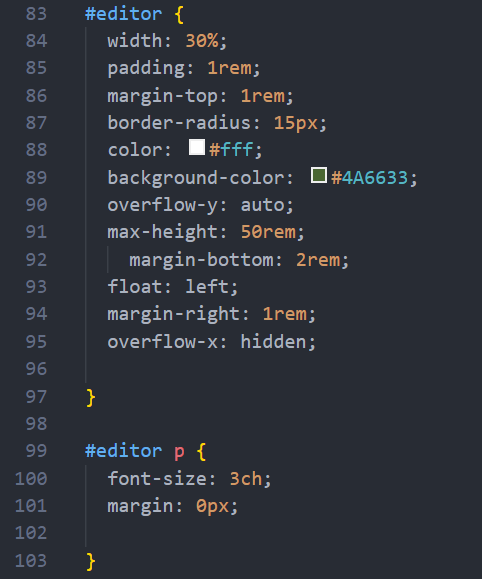 83 #editor {
84 width: 30%;
85 padding: 1rem;
86 margin-top: 1rem;
87 border-radius: 15px;
88 color: #fff;
89 background-color: #4A6633;
90 overflow-y: auto;
91 max-height: 50rem;
92 margin-bottom: 2rem;
93 float: left;
94 margin-right: 1rem;
95 overflow-x: hidden;
96
97 }
98
99 #editor p {
100 font-size: 3ch;
101 margin: 0px;
102
103 }